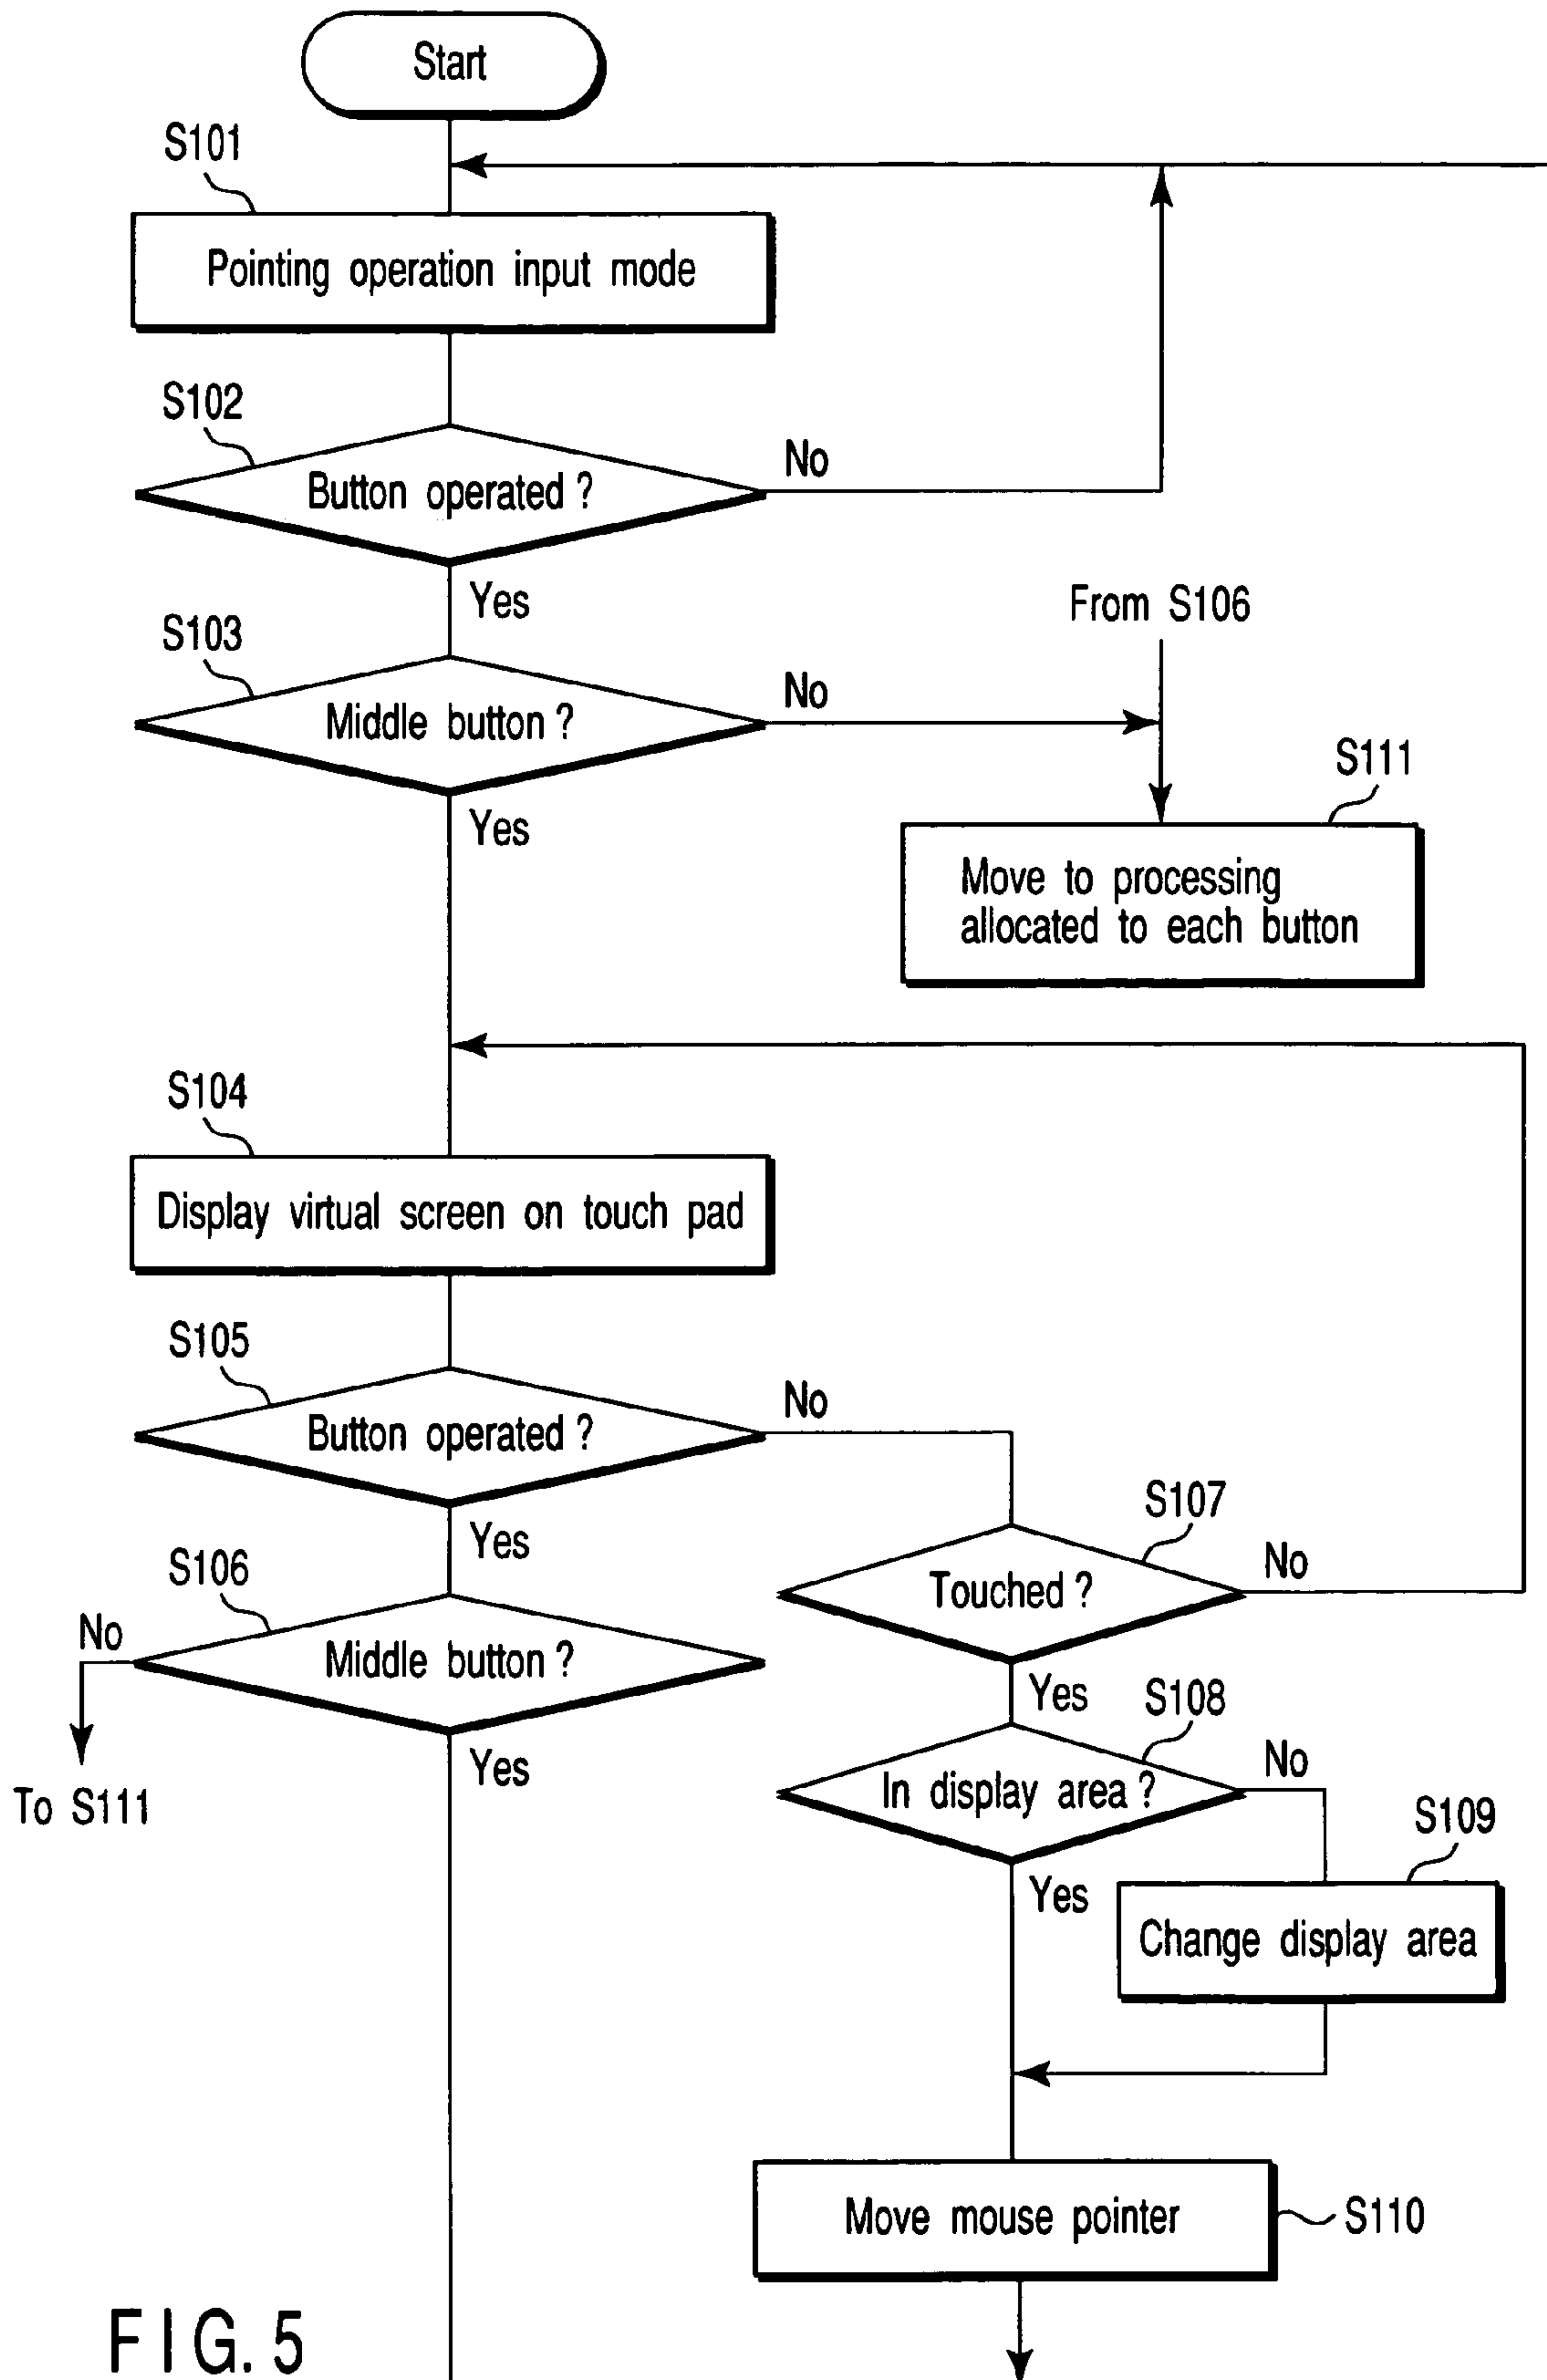 Start
S101
Pointing operation input mode
S102
Button operated ?
No
Yes
From S106
S103
Middle button ?
No
Yes
S111
Move to processing
allocated to each button
S104
Display virtual screen on touch pad
S105
Button operated ?
No
Yes
S107
Touched ?
No
Yes
S106
No
Middle button ?
Yes
To S111
S108
In display area ?
No
Yes
S109
Change display area
Move mouse pointer
S110
FIG. 5